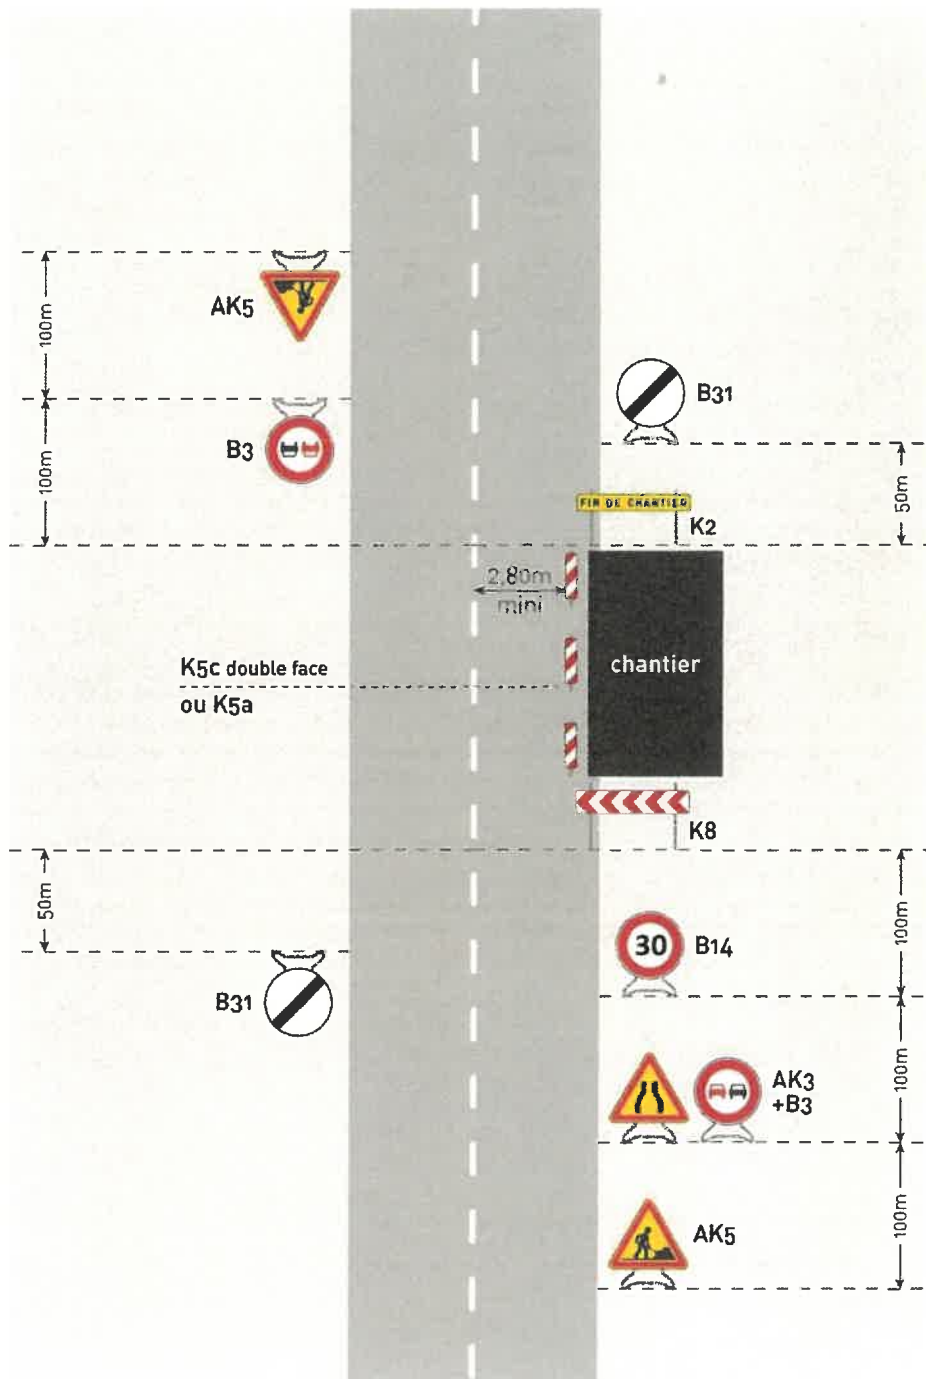 100m
AK5
B31
100m
B3
50m
FIN DE CHANTIER
K2
2,80m
mini
chantier
K5c double face
ou K5a
K8
50m
100m
30
B14
B31
100m
AK3
+B3
100m
AK5